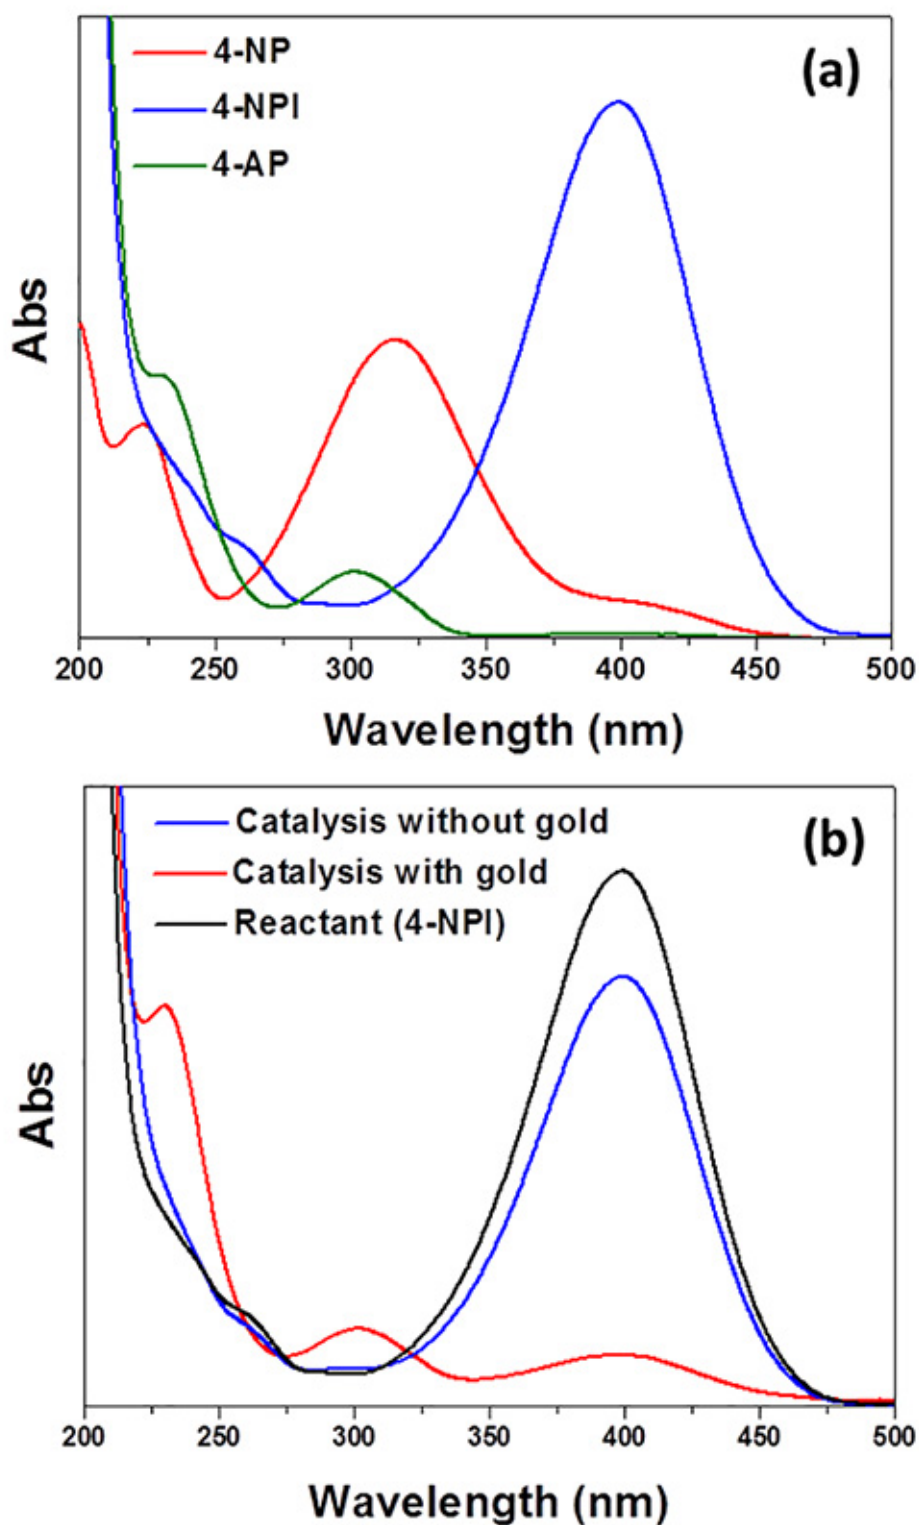 (a)
4-NP
4-NPI
4-AP
Abs
200 250 300 350 400 450 500
Wavelength (nm)
(b)
Catalysis without gold
Catalysis with gold
Reactant (4-NPI)
Abs
200 250 300 350 400 450 500
Wavelength (nm)